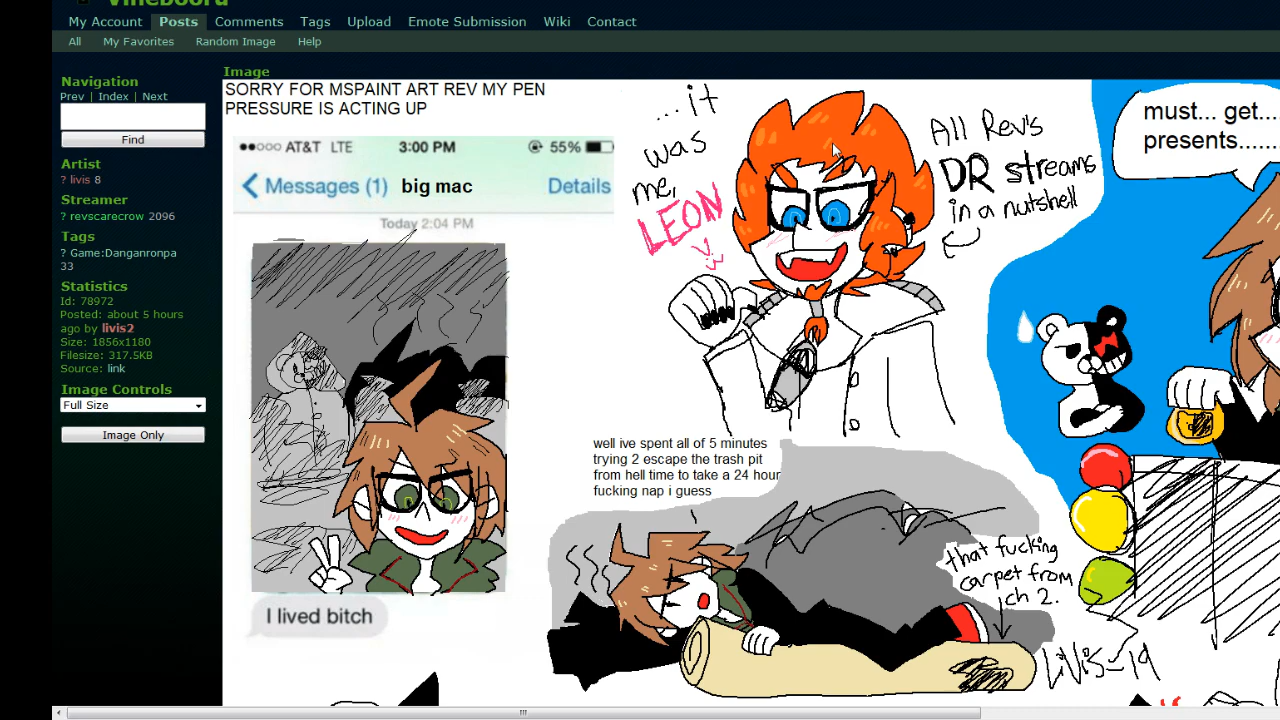 Vineboord
My Account Posts Comments Tags Upload Emote Submission Wiki Contact
All My Favorites Random Image Help
Navigation
Prev | Index | Next
Find
Artist
? livis 8
Streamer
? revscarecrow 2096
Tags
? Game:Danganronpa
33
Statistics
Id: 78972
Posted: about 5 hours
ago by livis2
Size: 1856x1180
Filesize: 317.5KB
Source: link
Image Controls
Full Size
Image Only
Image
SORRY FOR MSPAINT ART REV MY PEN
PRESSURE IS ACTING UP
AT&T LTE 3:00 PM 55%
Messages (1) big mac Details
Today 2:04 PM
I lived bitch
...it
was
me,
LEON
All Rev's
DR streams
in a nutshell
must... get...
presents.......
well ive spent all of 5 minutes
trying 2 escape the trash pit
from hell time to take a 24 hour
fucking nap i guess
that fucking
carpet from
ch 2.
LiViS-19